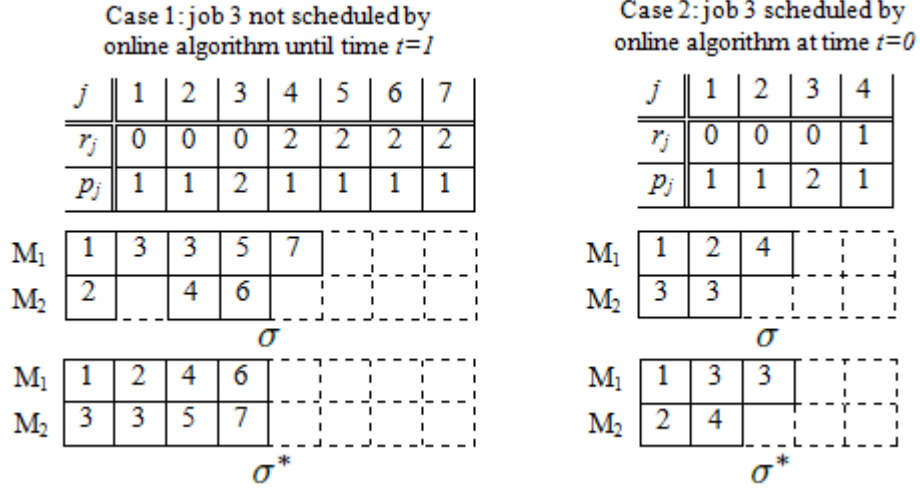 Case 1: job 3 not scheduled by
online algorithm until time t=1
j 1 2 3 4 5 6 7
rj 0 0 0 2 2 2 2
pj 1 1 2 1 1 1 1
M1 1 3 3 5 7
M2 2 4 6
σ
M1 1 2 4 6
M2 3 3 5 7
σ*
Case 2: job 3 scheduled by
online algorithm at time t=0
j 1 2 3 4
rj 0 0 0 1
pj 1 1 2 1
M1 1 2 4
M2 3 3
σ
M1 1 3 3
M2 2 4
σ*